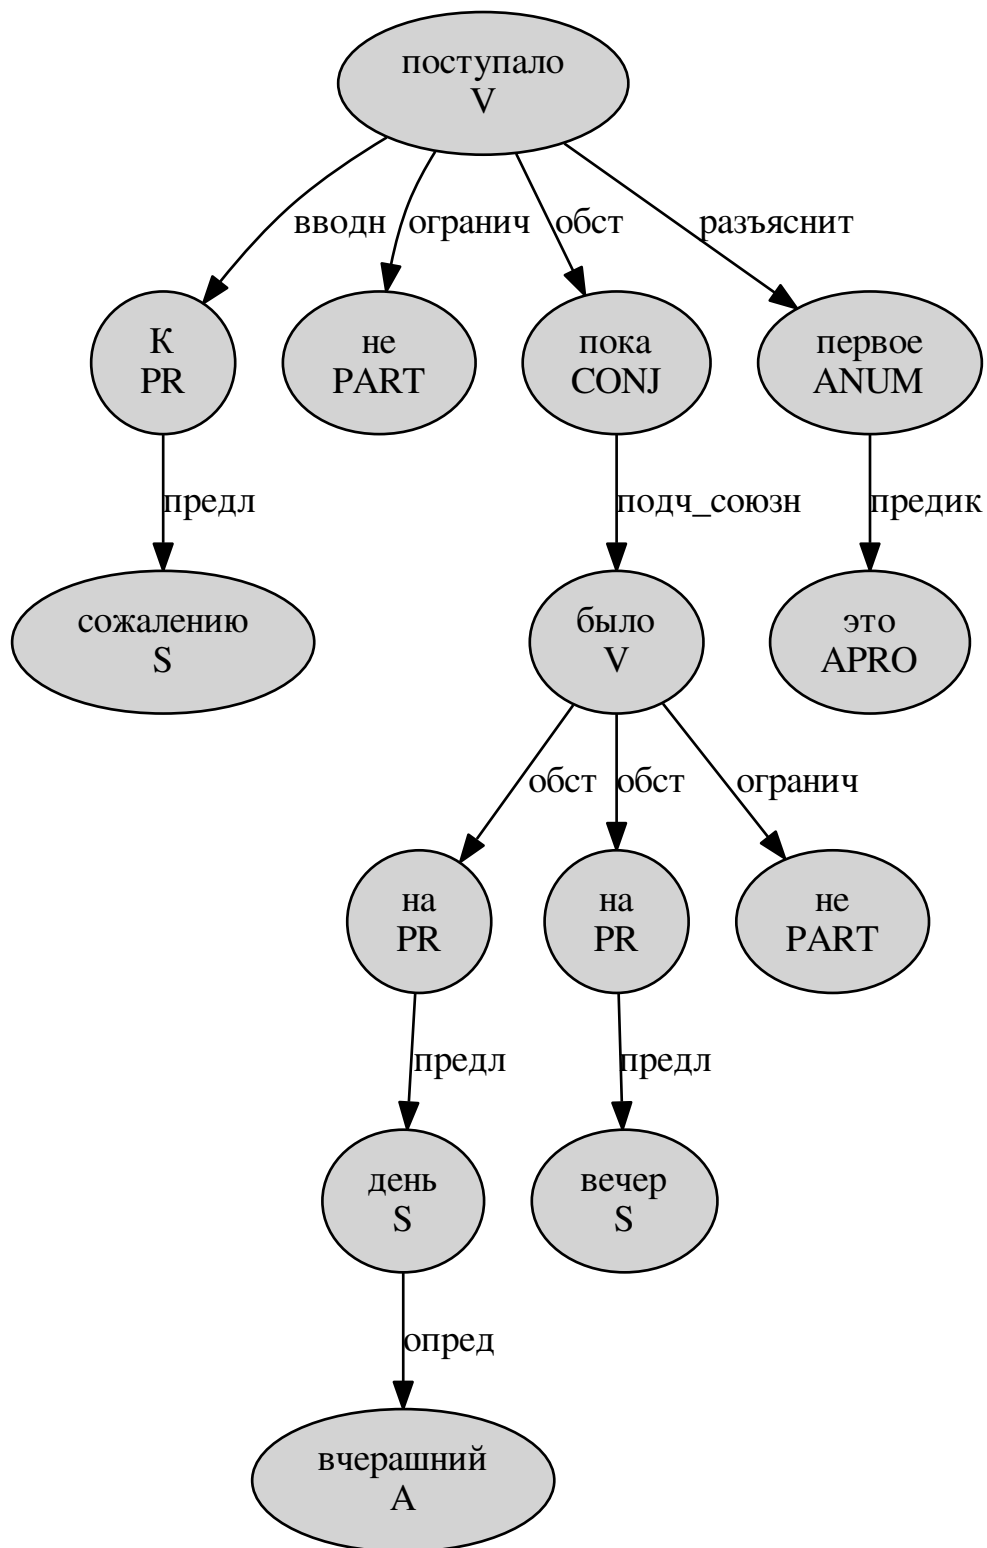 поступало
V
вводн
огранич
обст
разъяснит
К
PR
не
PART
пока
CONJ
первое
ANUM
предл
подч_союзн
предик
сожалению
S
было
V
это
APRO
обст
обст
огранич
на
PR
на
PR
не
PART
предл
предл
день
S
вечер
S
опред
вчерашний
A